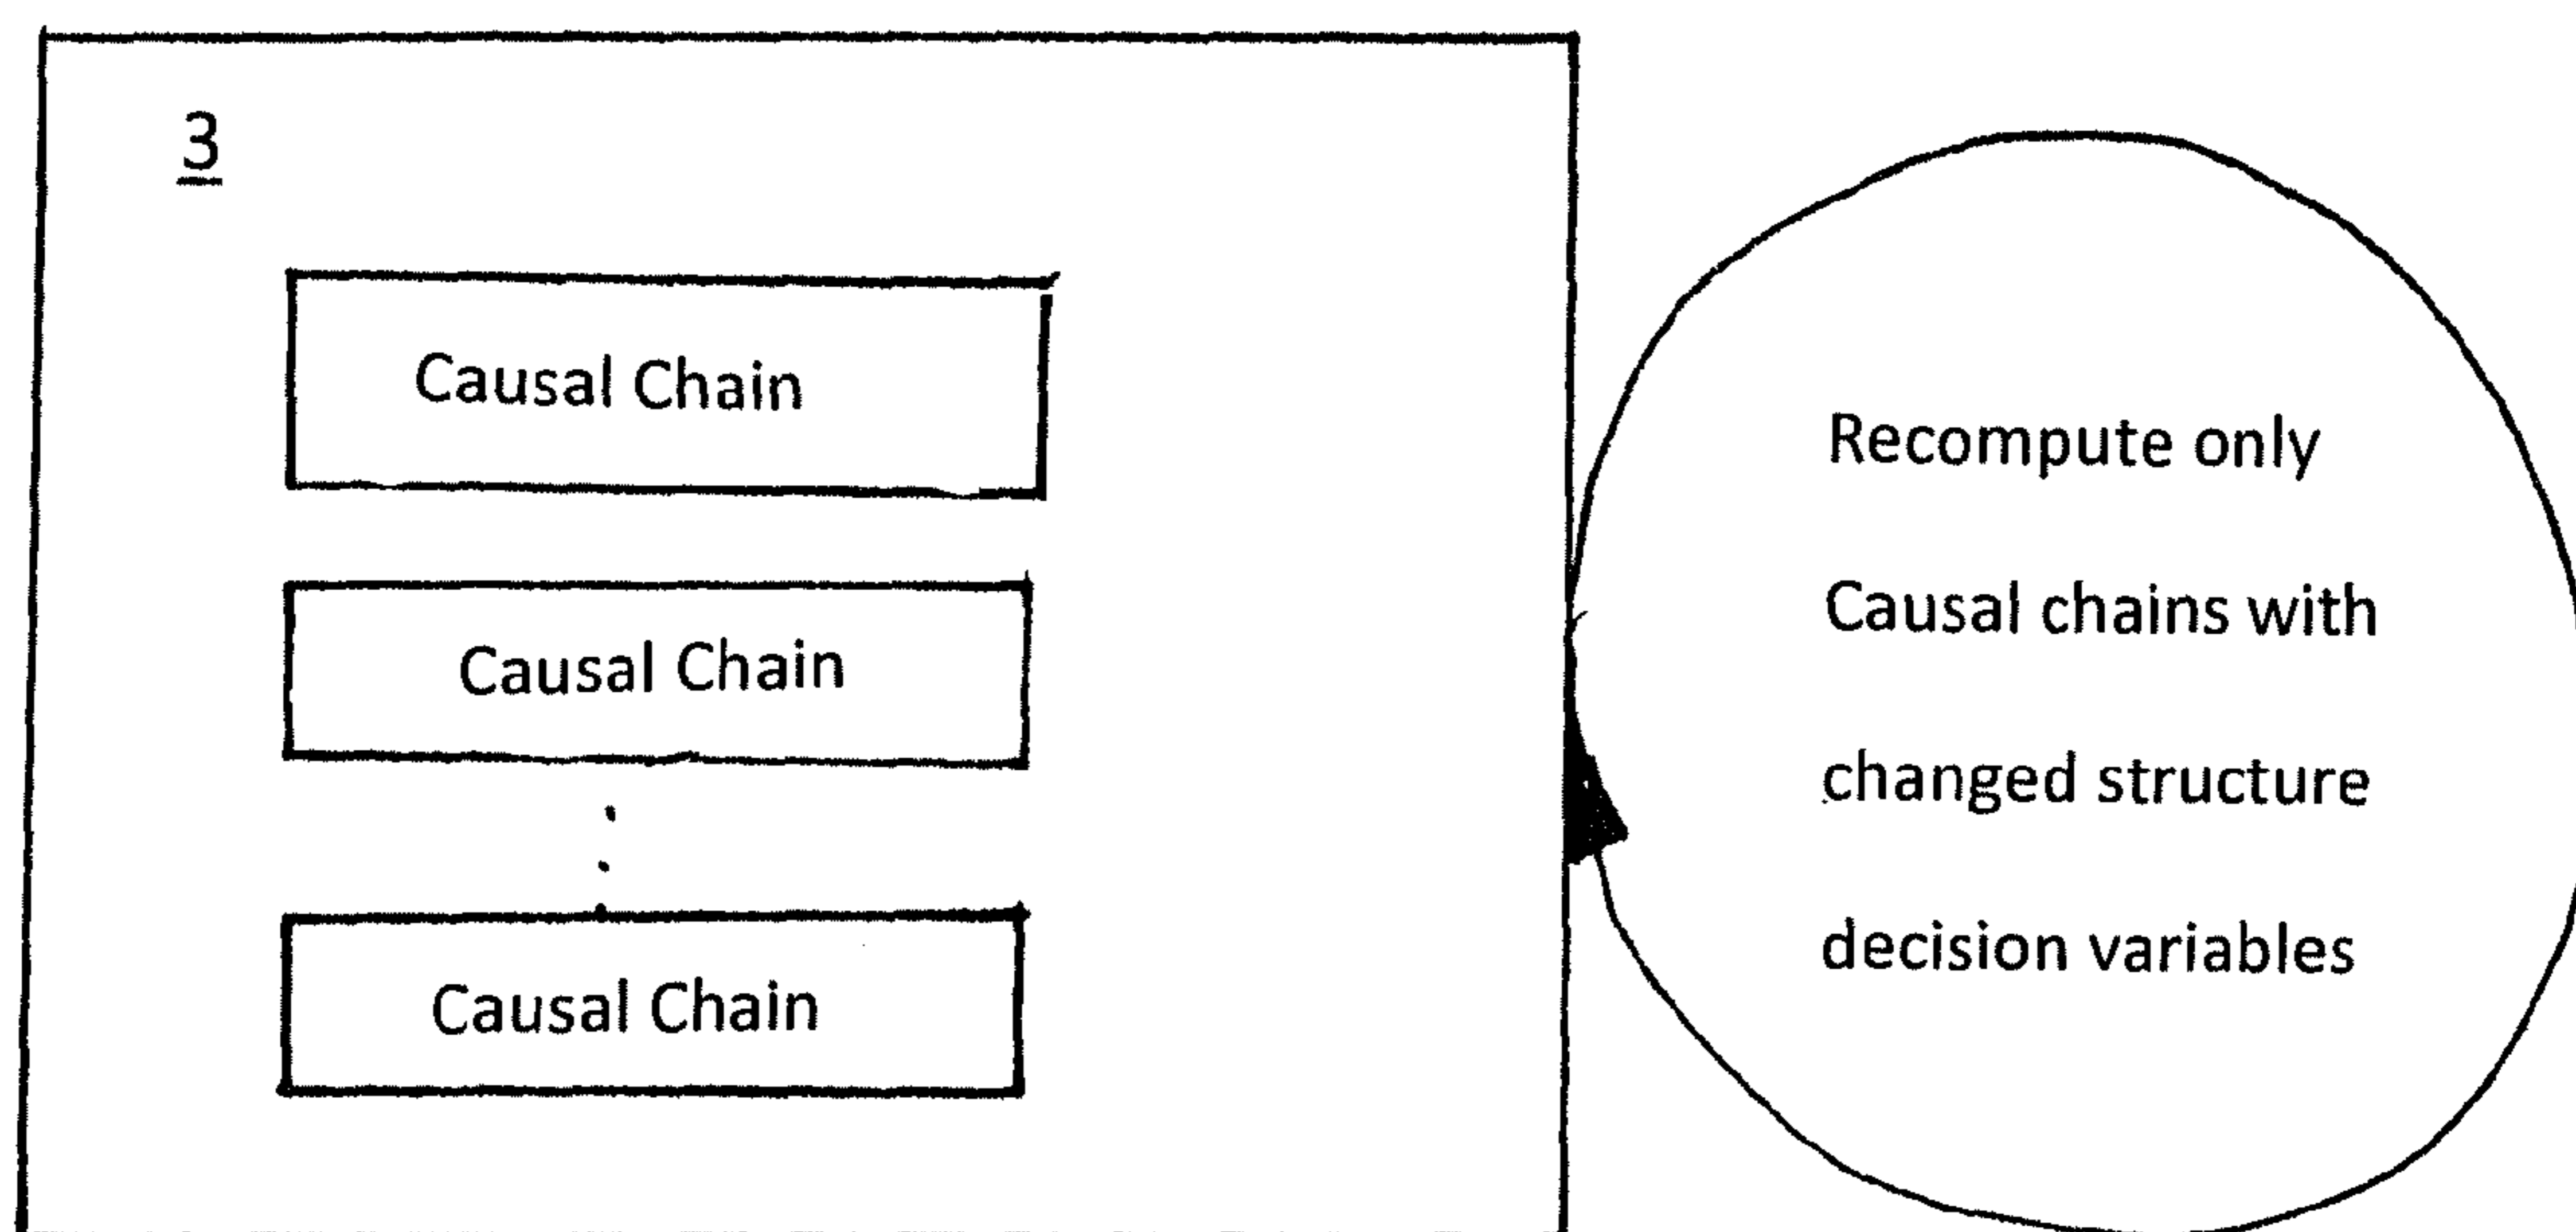 3
Causal Chain
Causal Chain
Causal Chain
Recompute only
Causal chains with
changed structure
decision variables